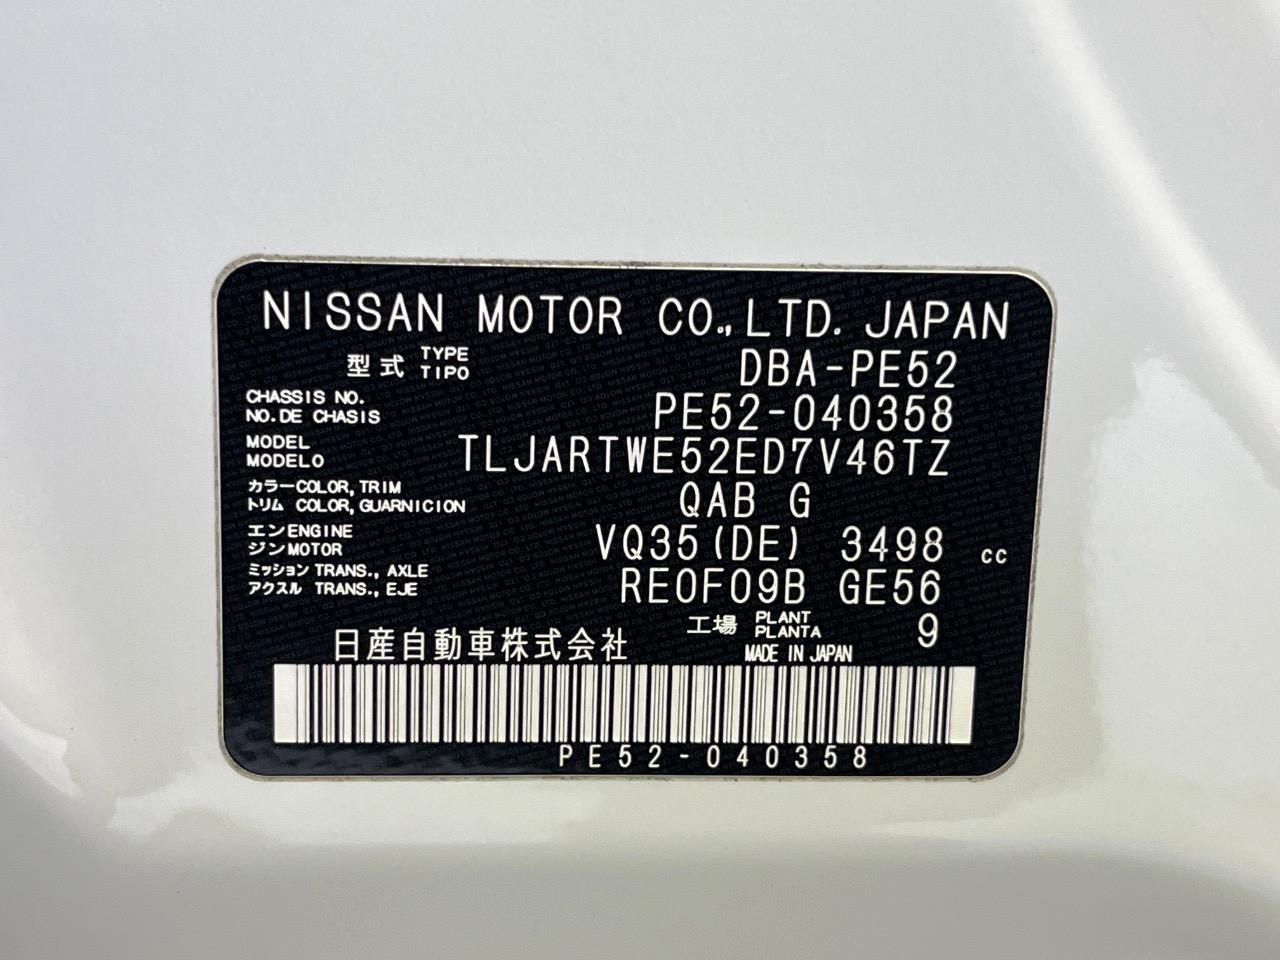 NISSAN MOTOR CO.,LTD. JAPAN
型式 TYPE TIPO DBA-PE52
CHASSIS NO.
NO.DE CHASIS PE52-040358
MODEL
MODELO TLJARTWE52ED7V46TZ
カラーCOLOR,TRIM
トリム COLOR,GUARNICION QAB G
エンENGINE
ジンMOTOR VQ35(DE) 3498 cc
ミッション TRANS., AXLE
アクスル TRANS., EJE RE0F09B GE56
工場 PLANT PLANTA 9
日産自動車株式会社 MADE IN JAPAN
PE52-040358